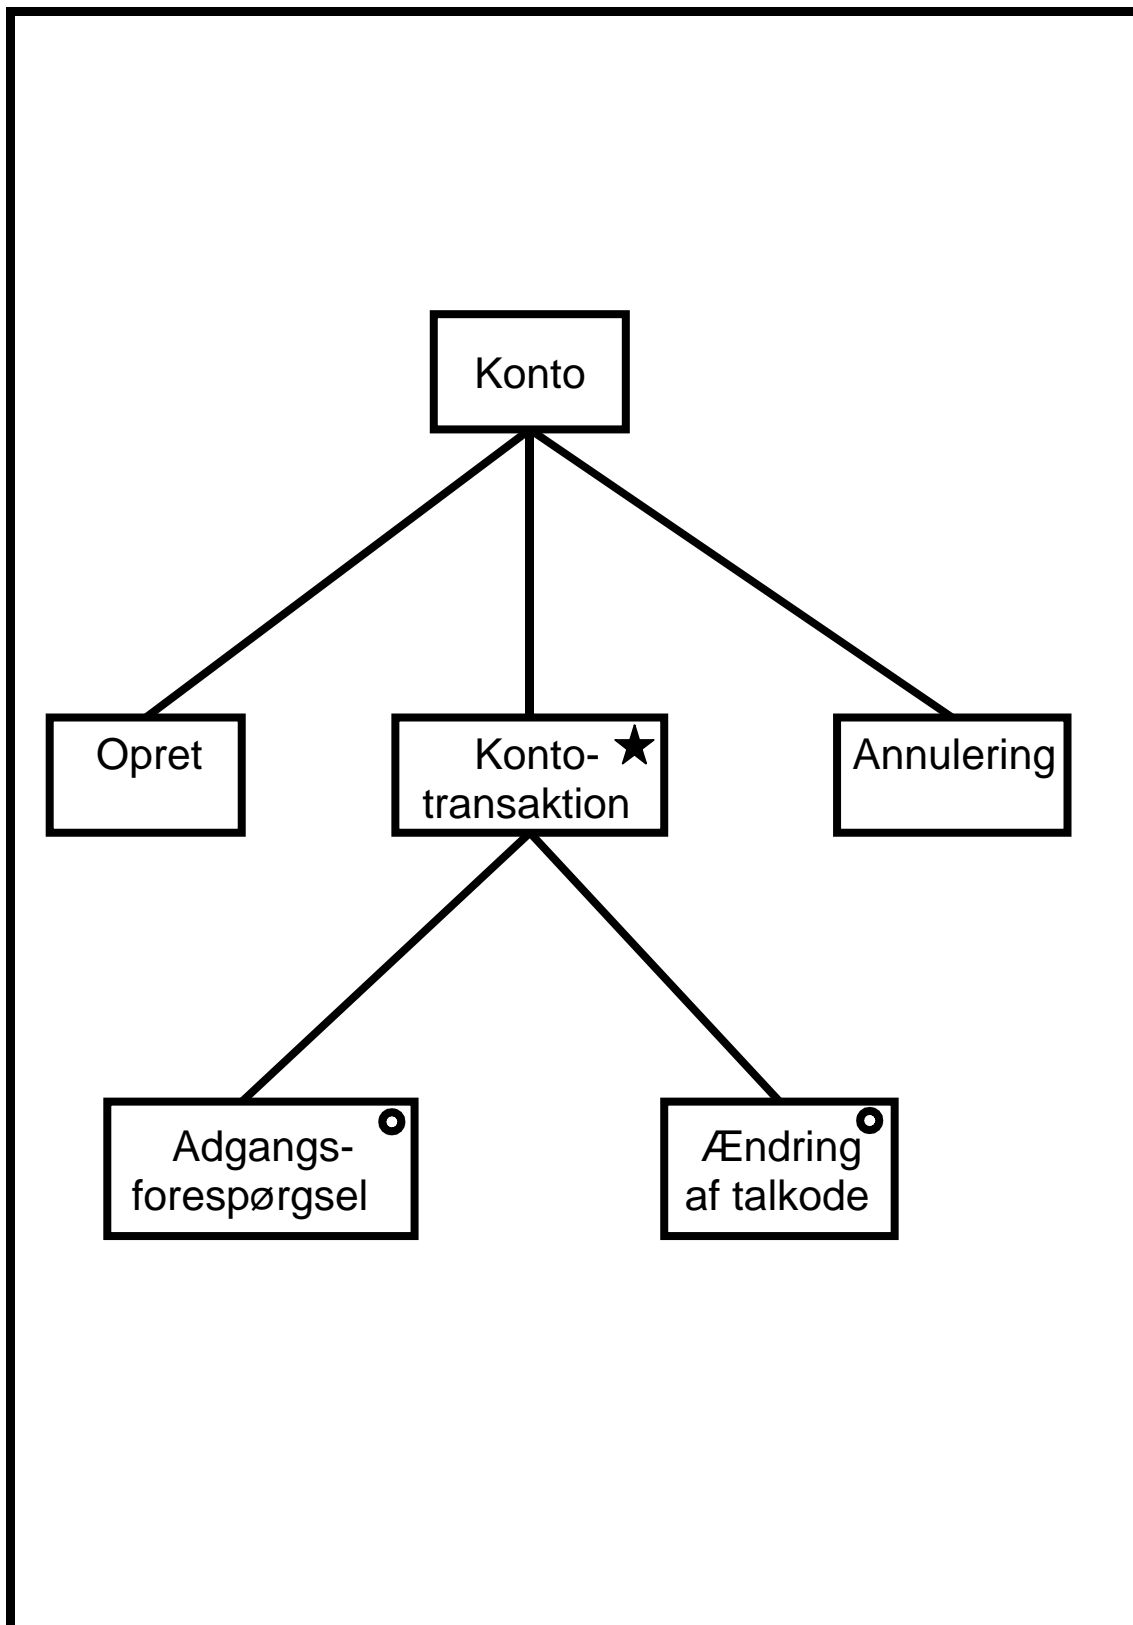 Konto
Opret
Konto-
transaktion
Annulering
Adgangs-
forespørgsel
Ændring
af talkode